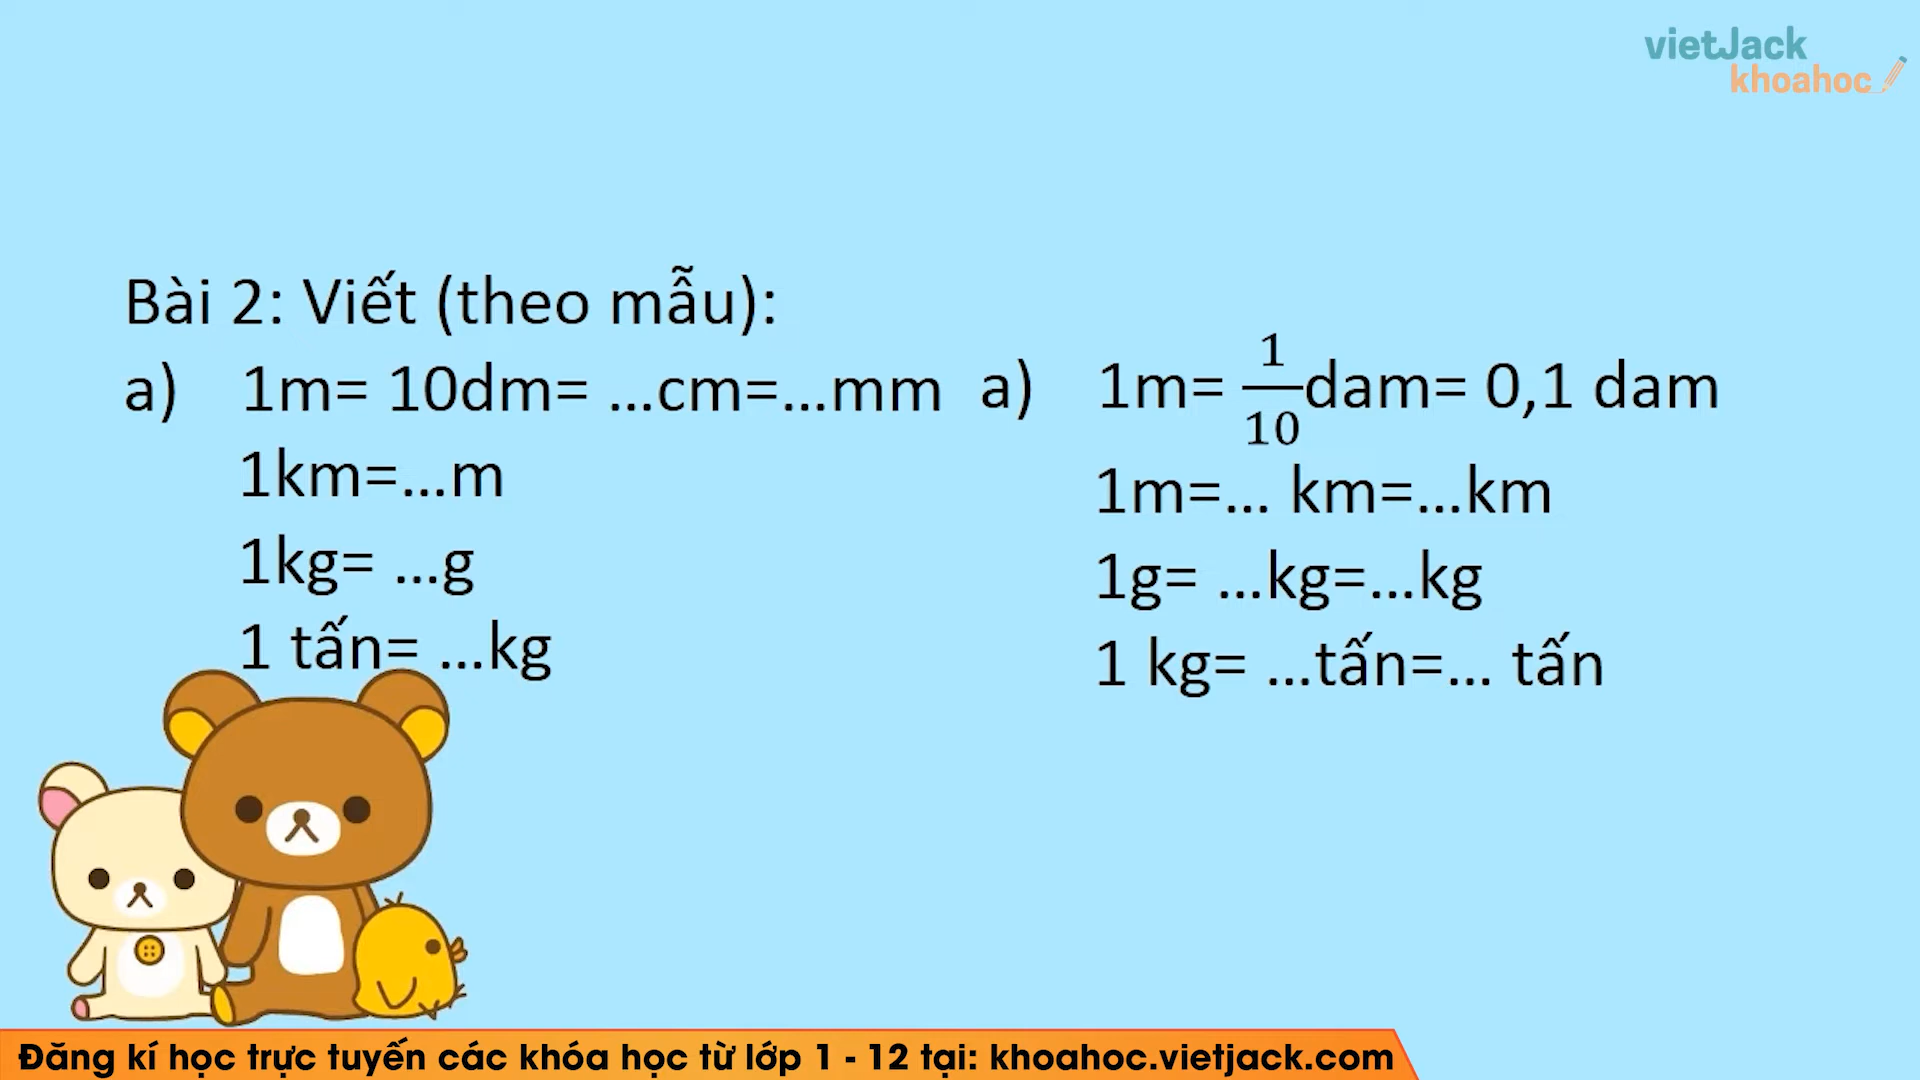 vietJack
khoahoc
Bài 2: Viết (theo mẫu):
a) 1m= 10dm= ...cm=...mm
1km=...m
1kg= ...g
1 tấn= ...kg
a) 1m= 1/10 dam= 0,1 dam
1m=... km=...km
1g= ...kg=...kg
1 kg= ...tấn=... tấn
Đăng kí học trực tuyến các khóa học từ lớp 1 - 12 tại: khoahoc.vietjack.com